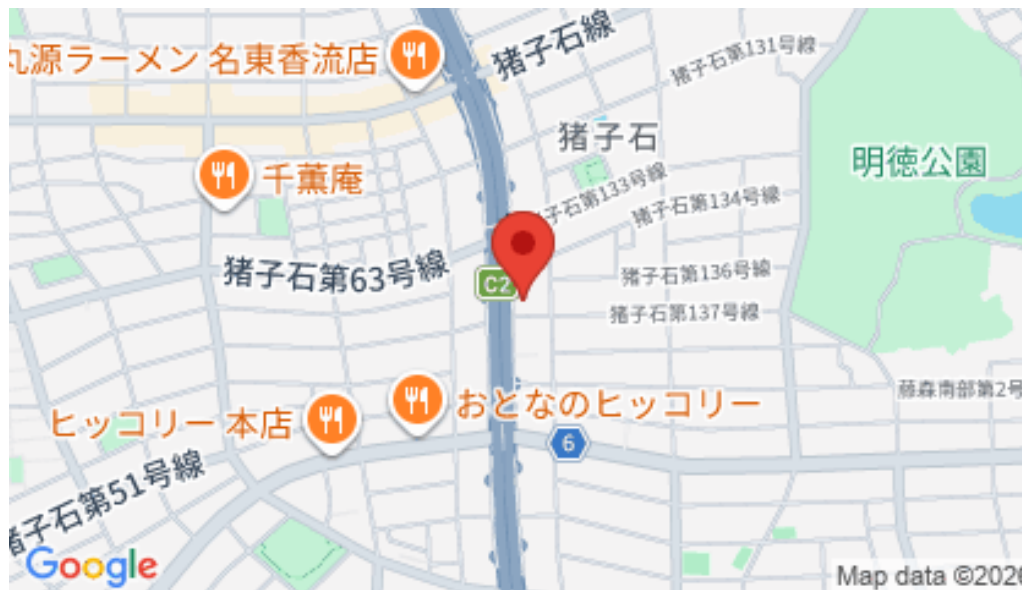 丸源ラーメン 名東香流店
猪子石線
猪子石第131号線
猪子石
明徳公園
千薫庵
猪子石第133号線
猪子石第134号線
猪子石第63号線
C2
猪子石第136号線
猪子石第137号線
藤森南部第2号
おとなのヒッコリー
ヒッコリー 本店
6
猪子石第51号線
Google
Map data ©2026